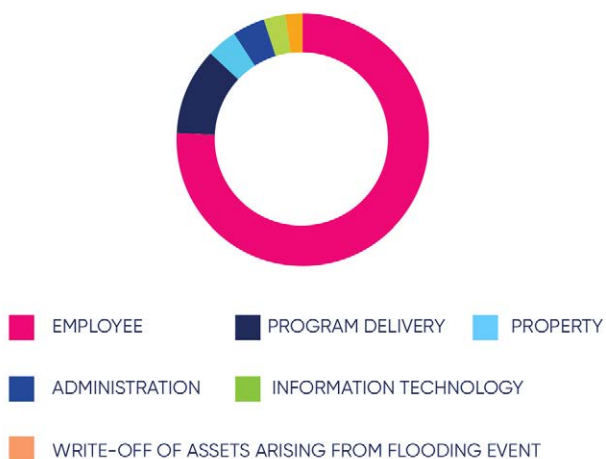 EMPLOYEE PROGRAM DELIVERY PROPERTY
ADMINISTRATION INFORMATION TECHNOLOGY
WRITE-OFF OF ASSETS ARISING FROM FLOODING EVENT